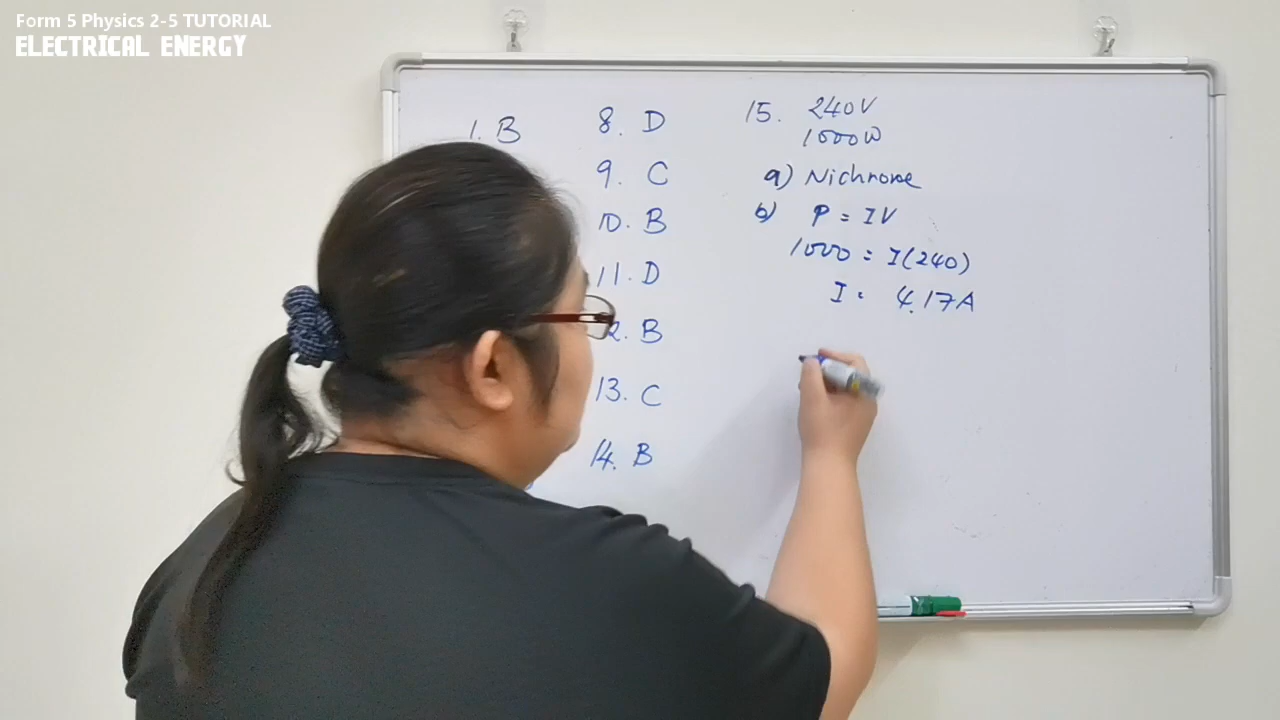 Form 5 Physics 2-5 TUTORIAL
ELECTRICAL ENERGY
1. B
8. D
9. C
10. B
11. D
2. B
13. C
14. B
15. 240V
1000W
a) Nichrome
b) P = IV
1000 = I(240)
I = 4.17A